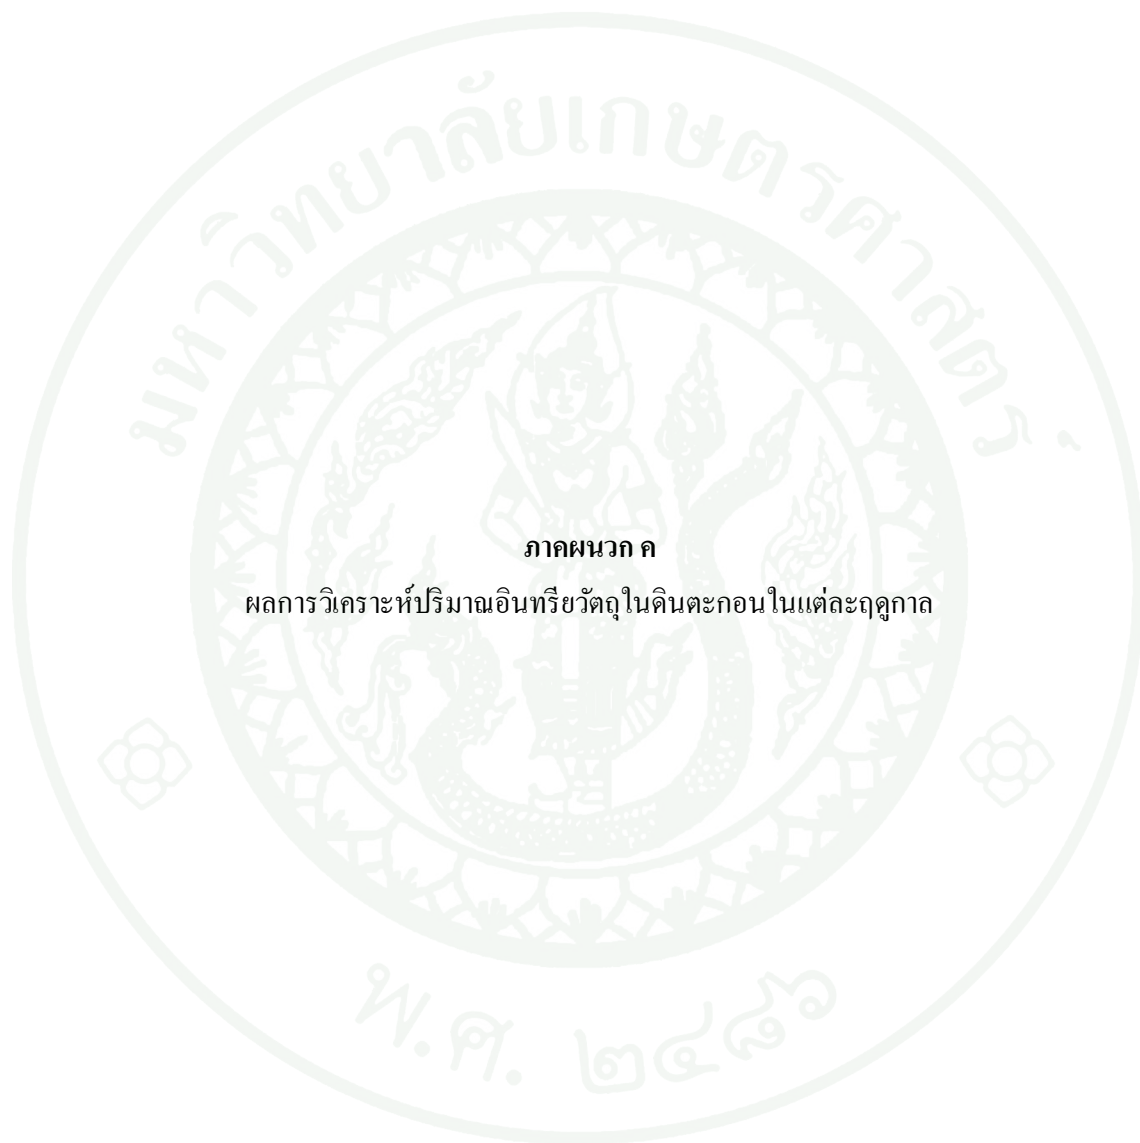 มหาวิทยาลัยเกษตรศาสตร์
ภาคผนวก ค
ผลการวิเคราะห์ปริมาณอินทรียวัตถุในดินตะกอนในแต่ละฤดูกาล
พ.ศ. ๒๔๘๖